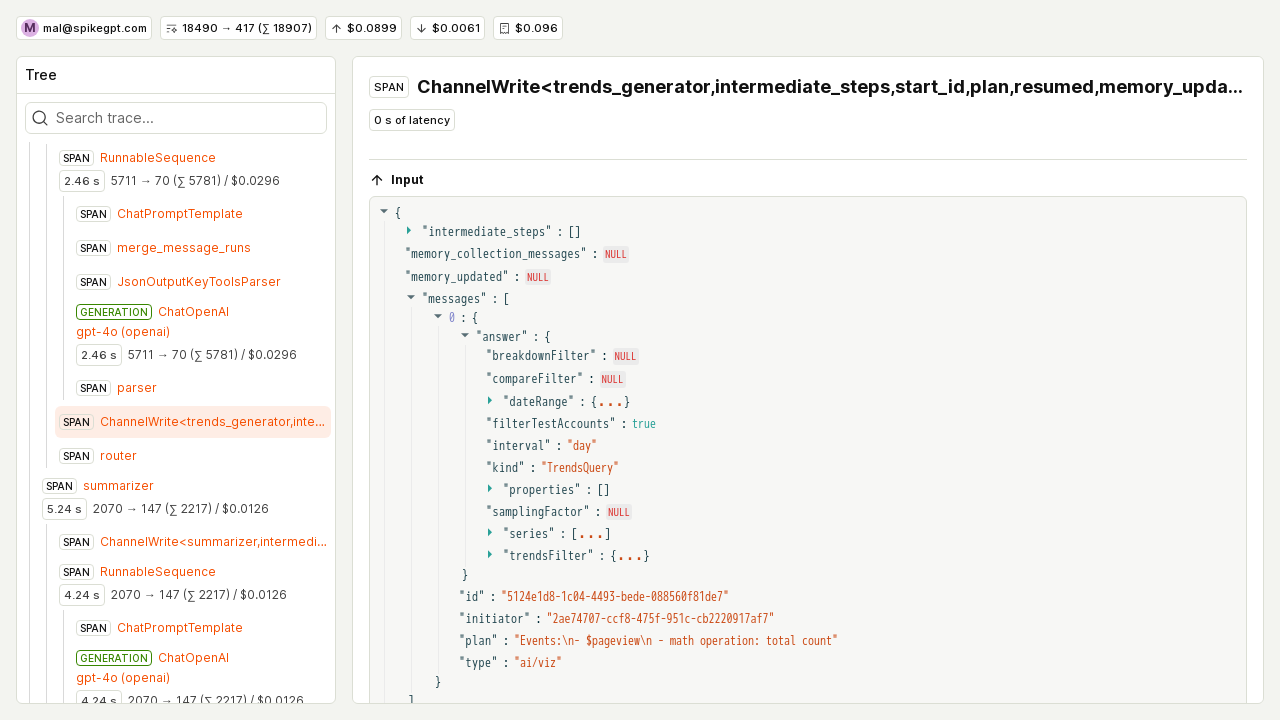 M mal@spikegpt.com 18490 → 417 (∑ 18907) ↑ $0.0899 ↓ $0.0061 $0.096
Tree
Search trace...
SPAN RunnableSequence
2.46 s 5711 → 70 (∑ 5781) / $0.0296
SPAN ChatPromptTemplate
SPAN merge_message_runs
SPAN JsonOutputKeyToolsParser
GENERATION ChatOpenAI
gpt-4o (openai)
2.46 s 5711 → 70 (∑ 5781) / $0.0296
SPAN parser
SPAN ChannelWrite<trends_generator,inte...
SPAN router
SPAN summarizer
5.24 s 2070 → 147 (∑ 2217) / $0.0126
SPAN ChannelWrite<summarizer,intermedi...
SPAN RunnableSequence
4.24 s 2070 → 147 (∑ 2217) / $0.0126
SPAN ChatPromptTemplate
GENERATION ChatOpenAI
gpt-4o (openai)
4.24 s 2070 → 147 (∑ 2217) / $0.0126
SPAN ChannelWrite<trends_generator,intermediate_steps,start_id,plan,resumed,memory_upda...
0 s of latency
↑ Input
{
"intermediate_steps" : []
"memory_collection_messages" : NULL
"memory_updated" : NULL
"messages" : [
0 : {
"answer" : {
"breakdownFilter" : NULL
"compareFilter" : NULL
"dateRange" : {...}
"filterTestAccounts" : true
"interval" : "day"
"kind" : "TrendsQuery"
"properties" : []
"samplingFactor" : NULL
"series" : [...]
"trendsFilter" : {...}
}
"id" : "5124e1d8-1c04-4493-bede-088560f81de7"
"initiator" : "2ae74707-ccf8-475f-951c-cb2220917af7"
"plan" : "Events:\n- $pageview\n - math operation: total count"
"type" : "ai/viz"
}
]